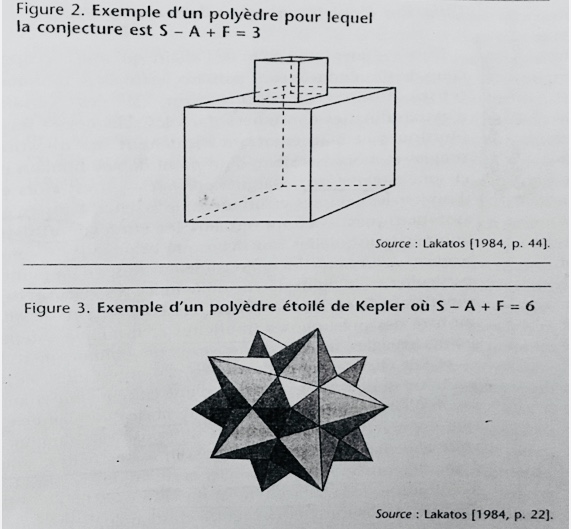 Figure 2. Exemple d'un polyèdre pour lequel
la conjecture est S – A + F = 3
Source : Lakatos [1984, p. 44].
Figure 3. Exemple d'un polyèdre étoilé de Kepler où S – A + F = 6
Source : Lakatos [1984, p. 22].